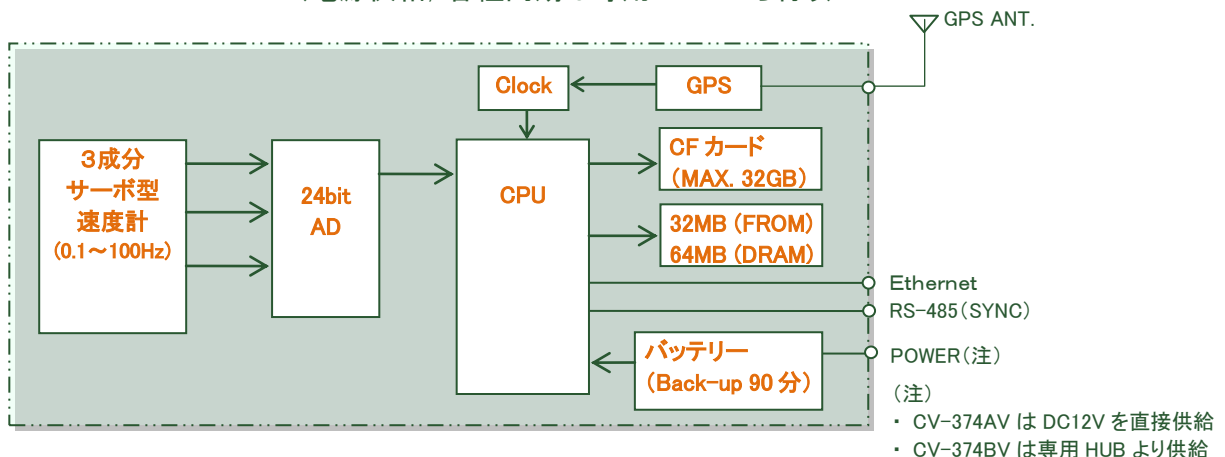 GPS ANT.
Clock
GPS
3成分
サーボ型
速度計
(0.1～100Hz)
24bit
AD
CPU
CF カード
(MAX. 32GB)
32MB (FROM)
64MB (DRAM)
Ethernet
RS-485(SYNC)
バッテリー
(Back-up 90 分)
POWER(注)
(注)
・ CV-374AV は DC12V を直接供給
・ CV-374BV は専用 HUB より供給